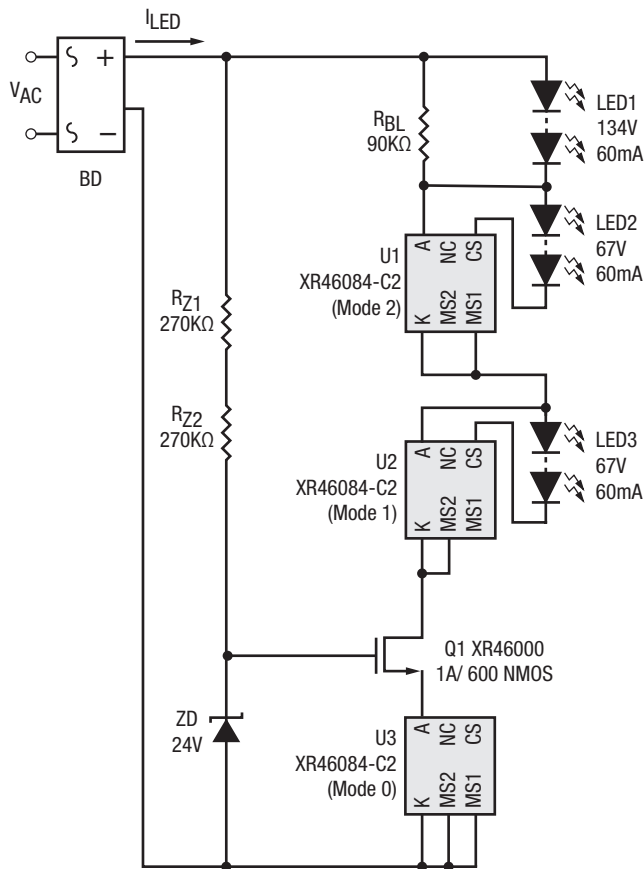 I_LED
V_AC
+
−
BD
R_BL
90KΩ
LED1
134V
60mA
LED2
67V
60mA
A
NC
CS
K
MS2
MS1
U1
XR46084-C2
(Mode 2)
R_Z1
270KΩ
R_Z2
270KΩ
A
NC
CS
K
MS2
MS1
U2
XR46084-C2
(Mode 1)
LED3
67V
60mA
Q1 XR46000
1A/ 600 NMOS
ZD
24V
A
NC
CS
K
MS2
MS1
U3
XR46084-C2
(Mode 0)